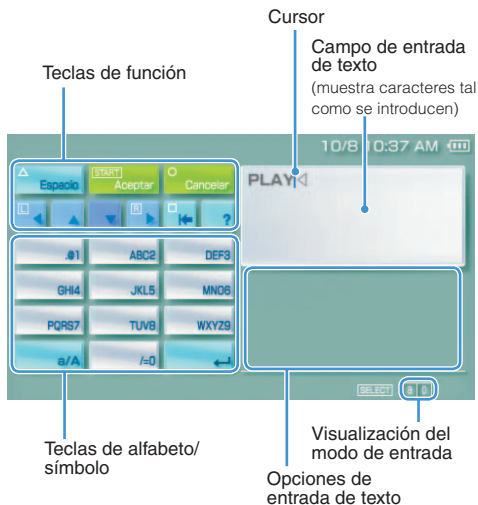 Cursor
Campo de entrada
de texto
(muestra caracteres tal
como se introducen)
Teclas de función
10/8 10:37 AM
Espacio
START
Aceptar
Cancelar
L
R
?
PLAY
.@1
ABC2
DEF3
GHI4
JKL5
MNO6
PQRS7
TUV8
WXYZ9
a/A
/=0
SELECT
a 0
Teclas de alfabeto/
símbolo
Visualización del
modo de entrada
Opciones de
entrada de texto